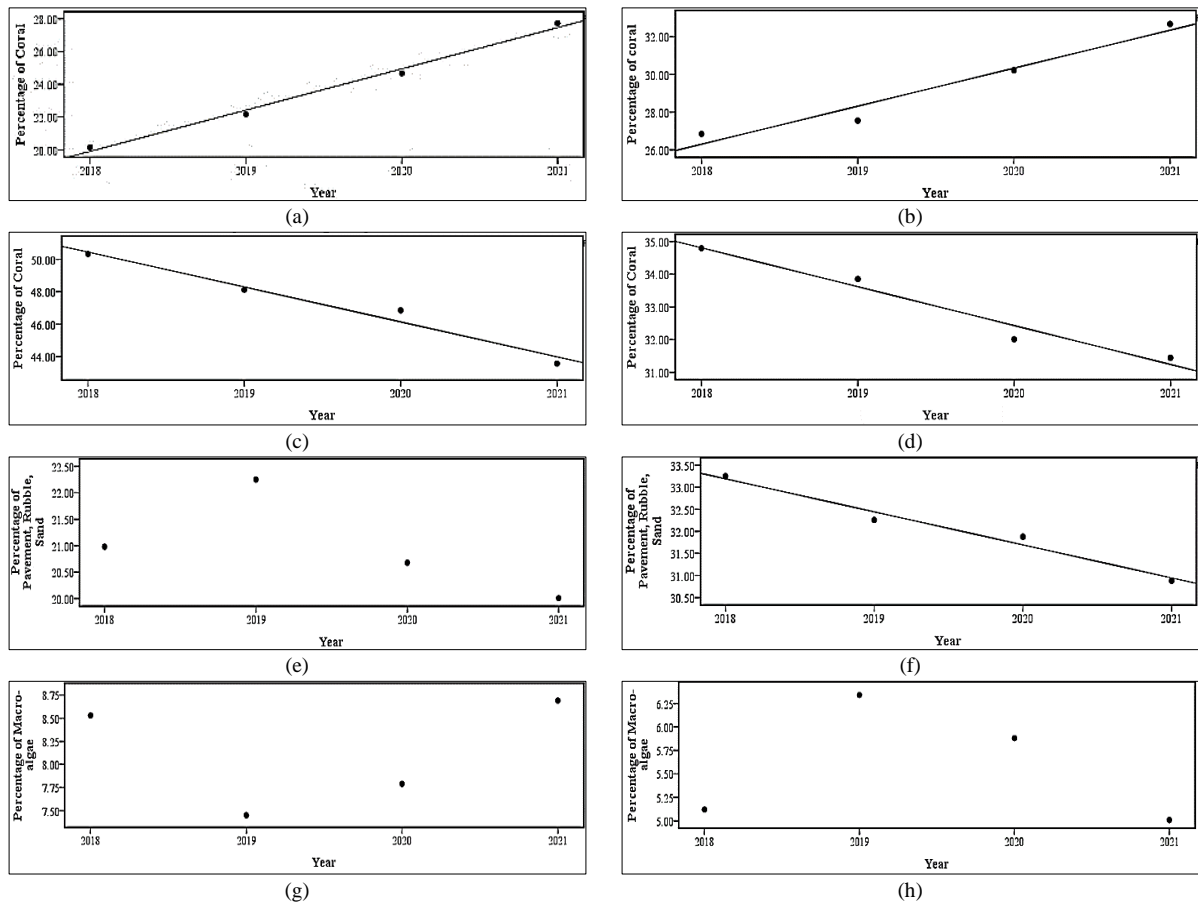 Percentage of Coral
28.00
26.00
24.00
22.00
20.00
2018 2019 2020 2021
Year
(a)
Percentage of coral
32.00
30.00
28.00
26.00
2018 2019 2020 2021
Year
(b)
Percentage of Coral
50.00
48.00
46.00
44.00
2018 2019 2020 2021
Year
(c)
Percentage of Coral
35.00
34.00
33.00
32.00
31.00
2018 2019 2020 2021
Year
(d)
Percentage of
Pavement, Rubble,
Sand
22.50
22.00
21.50
21.00
20.50
20.00
2018 2019 2020 2021
Year
(e)
Percentage of
Pavement, Rubble,
Sand
33.50
33.00
32.50
32.00
31.50
31.00
30.50
2018 2019 2020 2021
Year
(f)
Percentage of Macro-
algae
8.75
8.50
8.25
8.00
7.75
7.50
2018 2019 2020 2021
Year
(g)
Percentage of Macro-
algae
6.25
6.00
5.75
5.50
5.25
5.00
2018 2019 2020 2021
Year
(h)